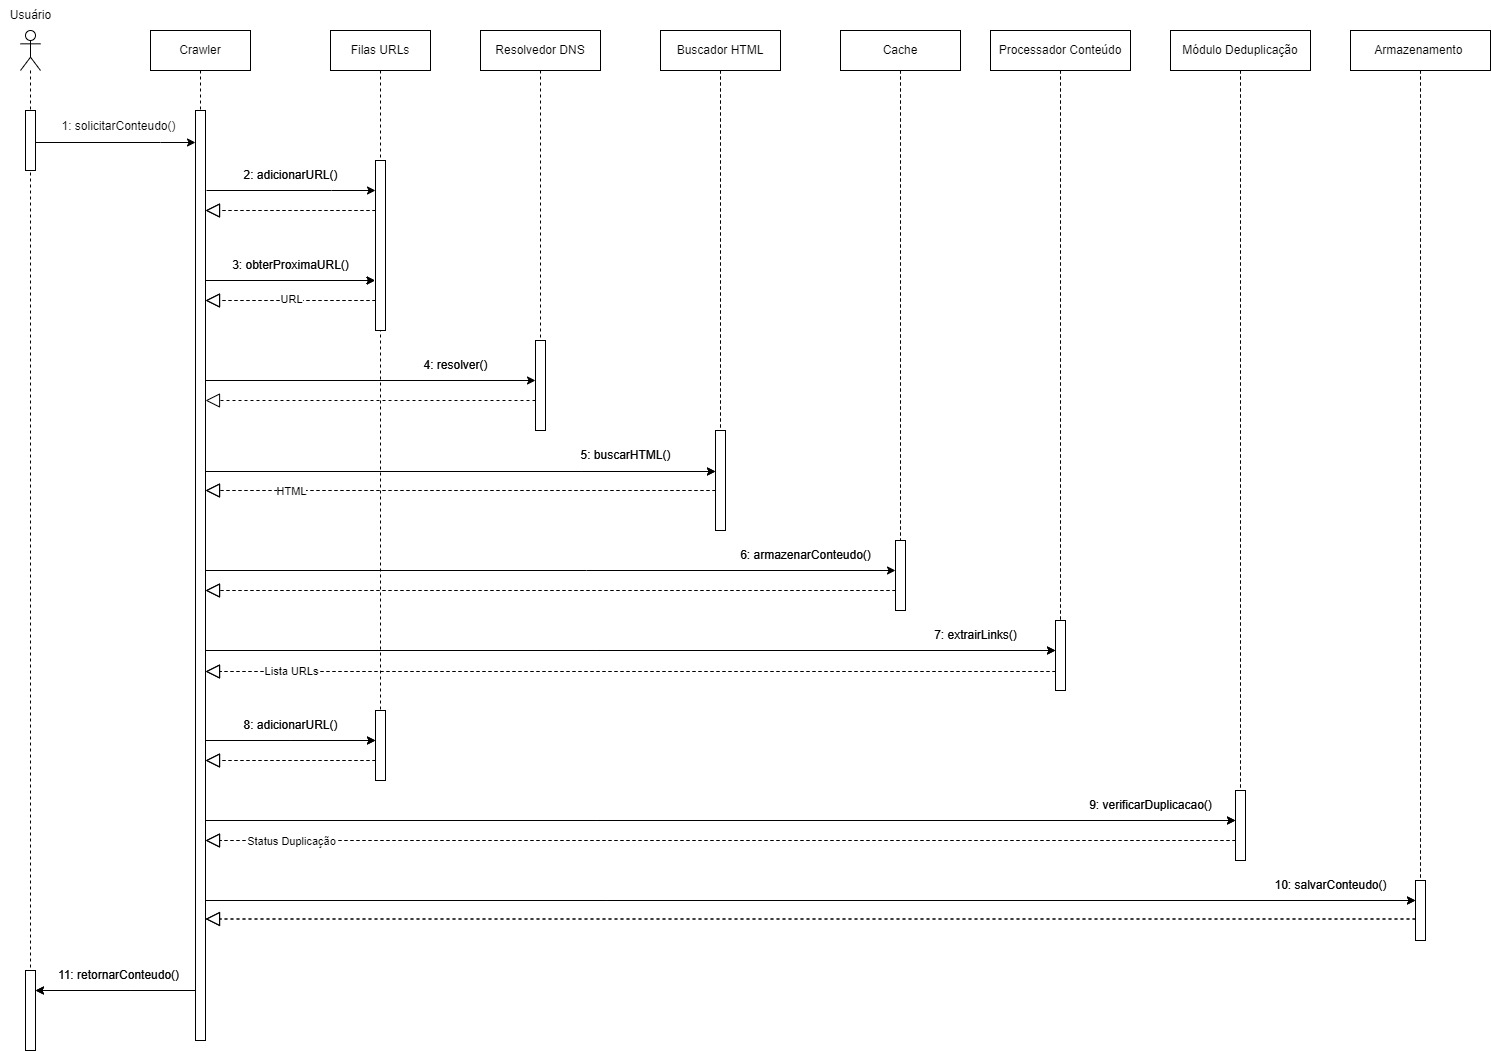 Usuário
Crawler
Filas URLs
Resolvedor DNS
Buscador HTML
Cache
Processador Conteúdo
Módulo Deduplicação
Armazenamento
1: solicitarConteudo()
2: adicionarURL()
3: obterProximaURL()
URL
4: resolver()
5: buscarHTML()
HTML
6: armazenarConteudo()
7: extrairLinks()
Lista URLs
8: adicionarURL()
9: verificarDuplicacao()
Status Duplicação
10: salvarConteudo()
11: retornarConteudo()